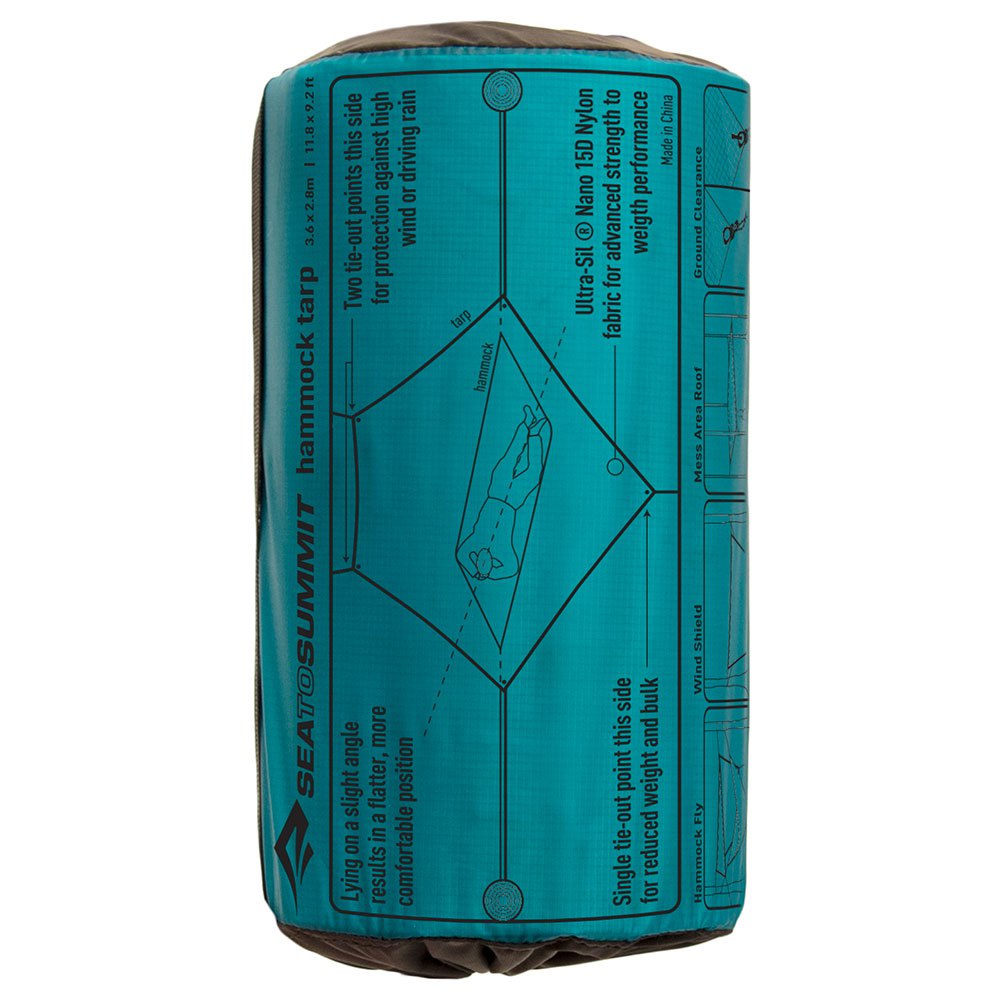 SEATOSUMMIT hammock tarp 3.6 x 2.8m | 11.8 x 9.2 ft
Lying on a slight angle
results in a flatter, more
comfortable position
Two tie-out points this side
for protection against high
wind or driving rain
tarp
hammock
Single tie-out point this side
for reduced weight and bulk
Ultra-Sil ® Nano 15D Nylon
fabric for advanced strength to
weigth performance
Made in China
Hammock Fly
Wind Shield
Mess Area Roof
Ground Clearance